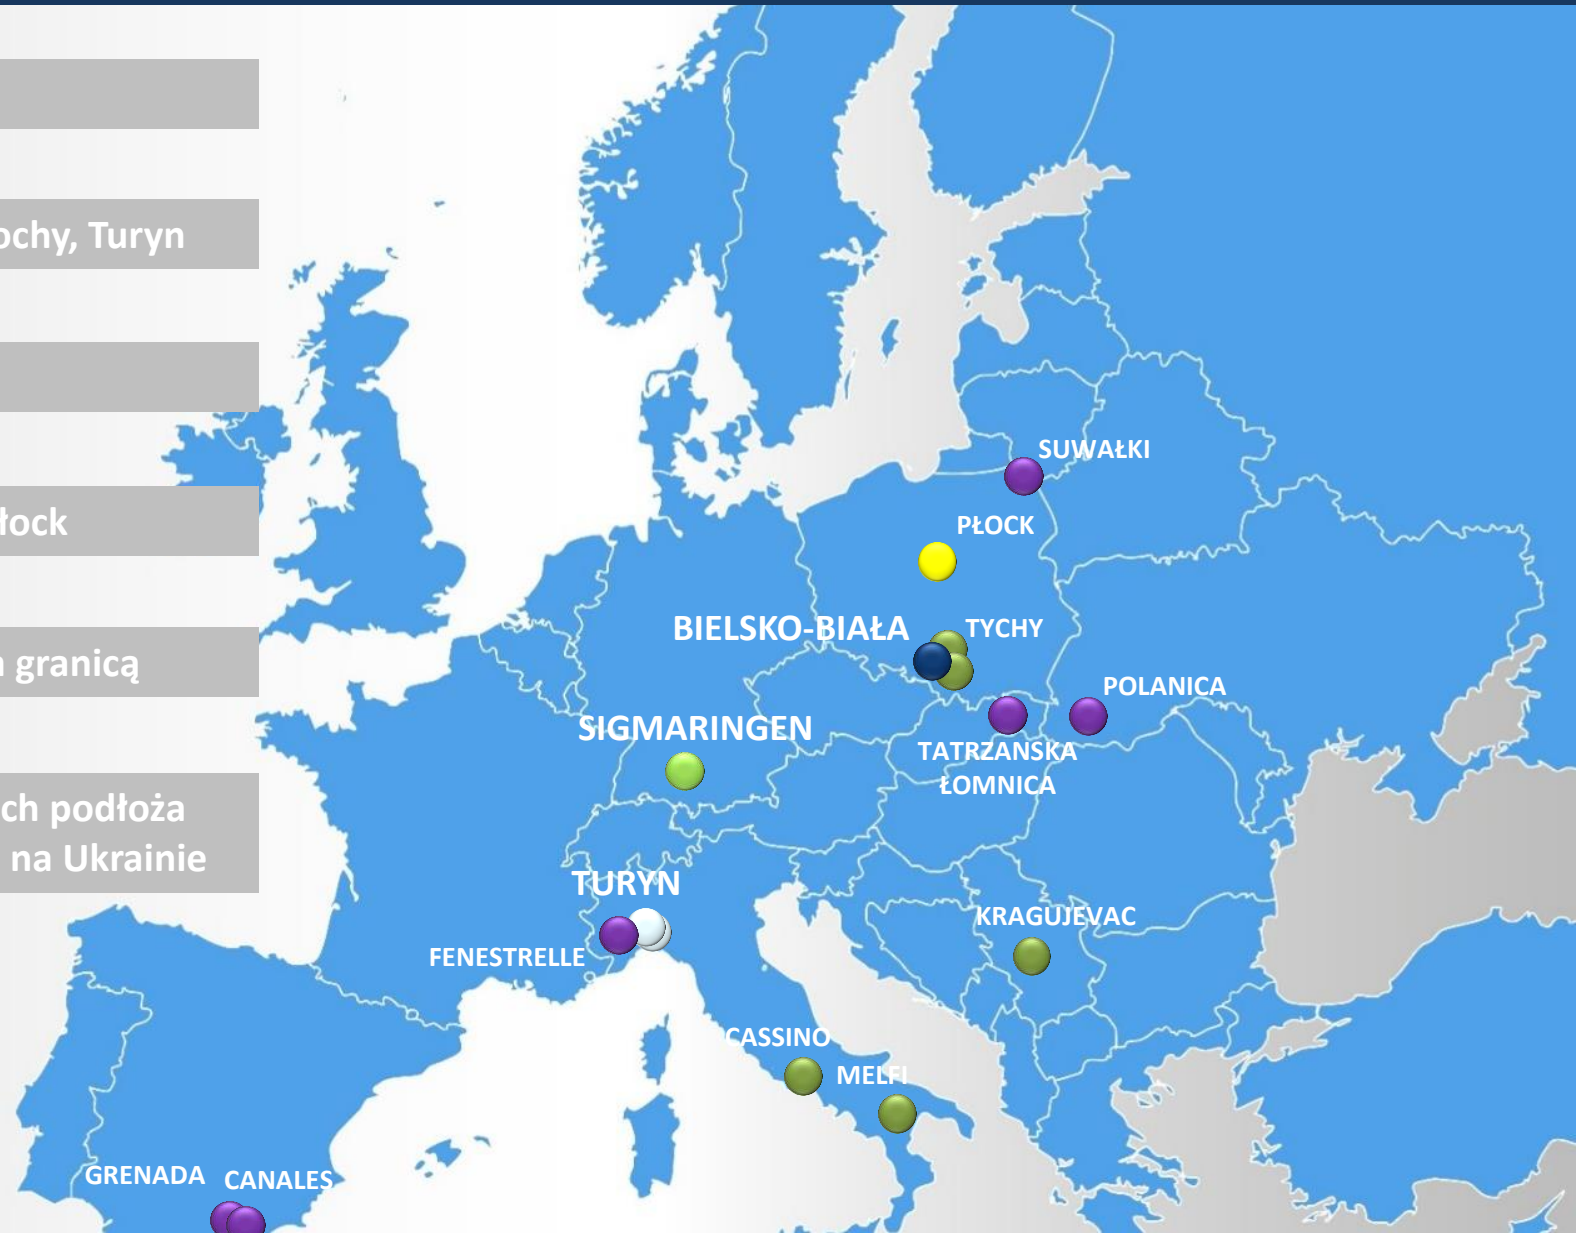 ochy, Turyn
łock
granicą
ch podłoża
na Ukrainie
SUWAŁKI
PŁOCK
BIELSKO-BIAŁA
TYCHY
POLANICA
SIGMARINGEN
TATRZANSKA
ŁOMNICA
TURYN
KRAGUJEVAC
FENESTRELLE
CASSINO
MELFI
GRENADA
CANALES